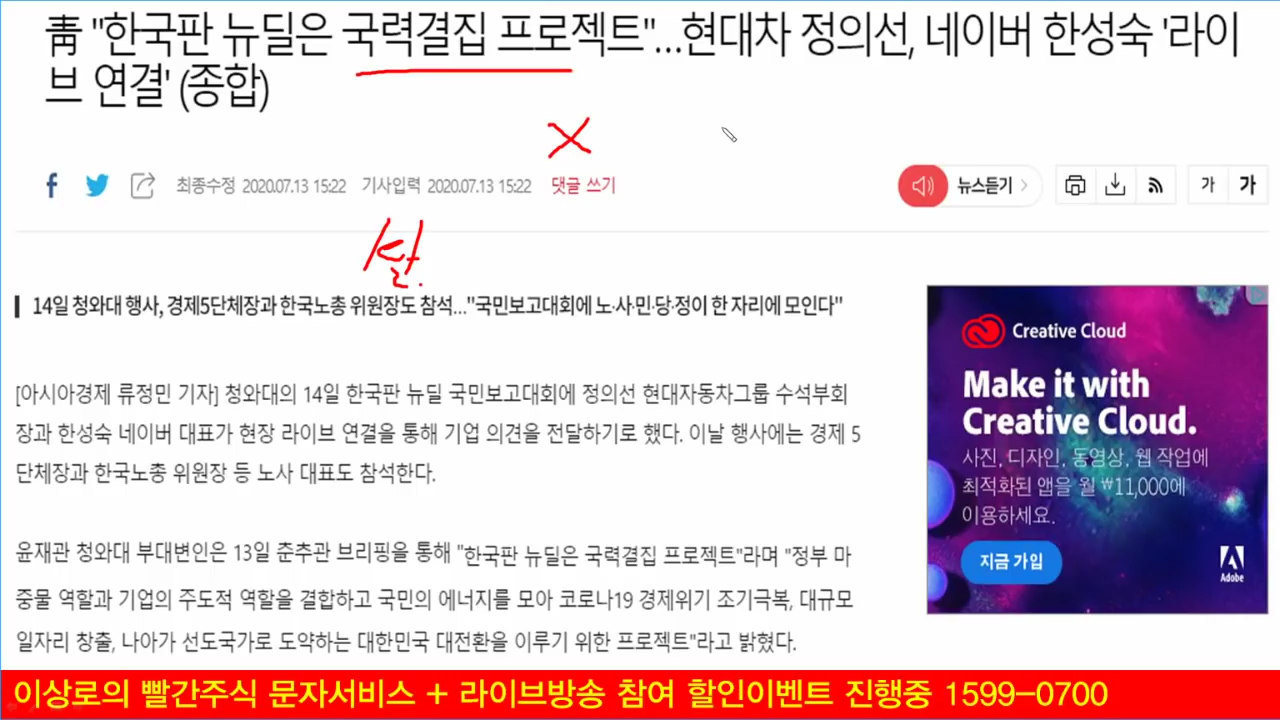 靑 "한국판 뉴딜은 국력결집 프로젝트"...현대차 정의선, 네이버 한성숙 '라이
브 연결' (종합)
최종수정 2020.07.13 15:22 기사입력 2020.07.13 15:22 댓글 쓰기
뉴스듣기
가 가
14일 청와대 행사, 경제5단체장과 한국노총 위원장도 참석..."국민보고대회에 노·사·민·당·정이 한 자리에 모인다"
[아시아경제 류정민 기자] 청와대의 14일 한국판 뉴딜 국민보고대회에 정의선 현대자동차그룹 수석부회
장과 한성숙 네이버 대표가 현장 라이브 연결을 통해 기업 의견을 전달하기로 했다. 이날 행사에는 경제 5
단체장과 한국노총 위원장 등 노사 대표도 참석한다.
윤재관 청와대 부대변인은 13일 춘추관 브리핑을 통해 "한국판 뉴딜은 국력결집 프로젝트"라며 "정부 마
중물 역할과 기업의 주도적 역할을 결합하고 국민의 에너지를 모아 코로나19 경제위기 조기극복, 대규모
일자리 창출, 나아가 선도국가로 도약하는 대한민국 대전환을 이루기 위한 프로젝트"라고 밝혔다.
Creative Cloud
Make it with
Creative Cloud.
사진, 디자인, 동영상, 웹 작업에
최적화된 앱을 월 ₩11,000에
이용하세요.
지금 가입
Adobe
이상로의 빨간주식 문자서비스 + 라이브방송 참여 할인이벤트 진행중 1599-0700